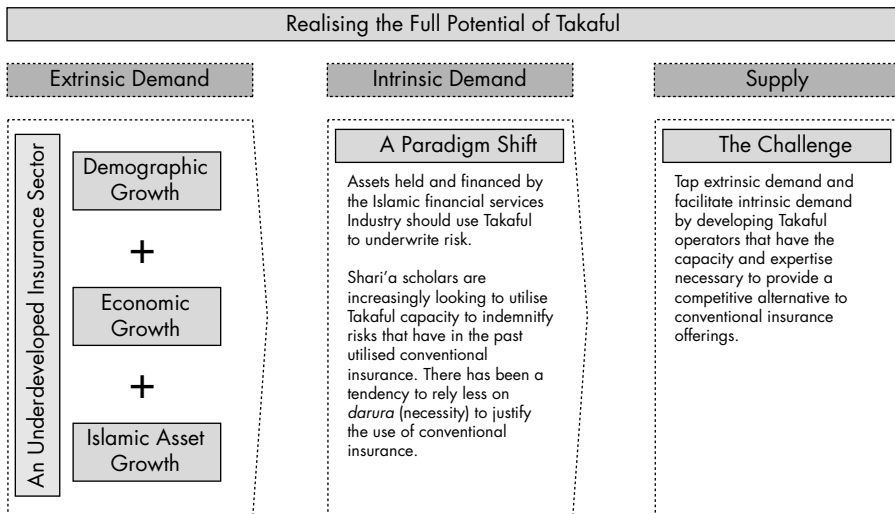 Realising the Full Potential of Takaful
Extrinsic Demand
An Underdeveloped Insurance Sector
Demographic
Growth
+
Economic
Growth
+
Islamic Asset
Growth
Intrinsic Demand
A Paradigm Shift
Assets held and financed by
the Islamic financial services
Industry should use Takaful
to underwrite risk.
Shari'a scholars are
increasingly looking to utilise
Takaful capacity to indemnitfy
risks that have in the past
utilised conventional
insurance. There has been a
tendency to rely less on
darura (necessity) to justify
the use of conventional
insurance.
Supply
The Challenge
Tap extrinsic demand and
facilitate intrinsic demand
by developing Takaful
operators that have the
capacity and expertise
necessary to provide a
competitive alternative to
conventional insurance
offerings.